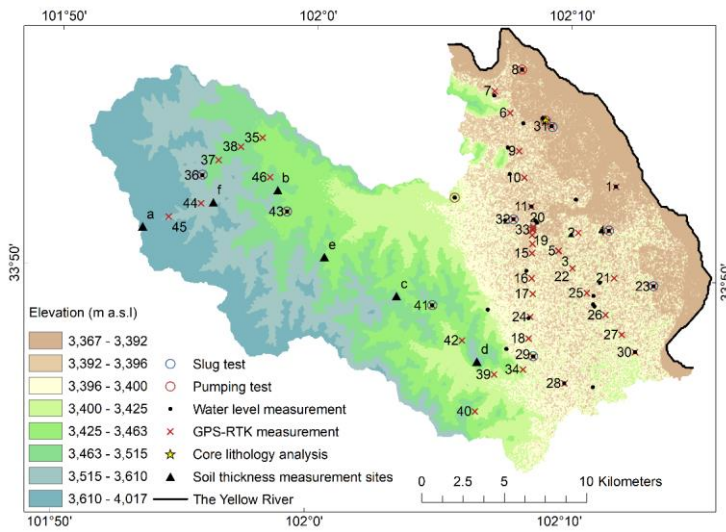 101°50' 102°0' 102°10'
8
7
6
31
35
38
37
9
36
46
b
10
1
44
f
43
11
a
45
32
20
33
2
4
19
33°50'
e
15
5
3
33°50'
16
22
21
c
17
25
23
41
24
26
42
18
27
29
30
d
34
39
28
40
Elevation (m a.s.l)
3,367 - 3,392
3,392 - 3,396
3,396 - 3,400
3,400 - 3,425
3,425 - 3,463
3,463 - 3,515
3,515 - 3,610
3,610 - 4,017
Slug test
Pumping test
Water level measurement
GPS-RTK measurement
Core lithology analysis
Soil thickness measurement sites
The Yellow River
0 2.5 5 10 Kilometers
101°50' 102°0' 102°10'